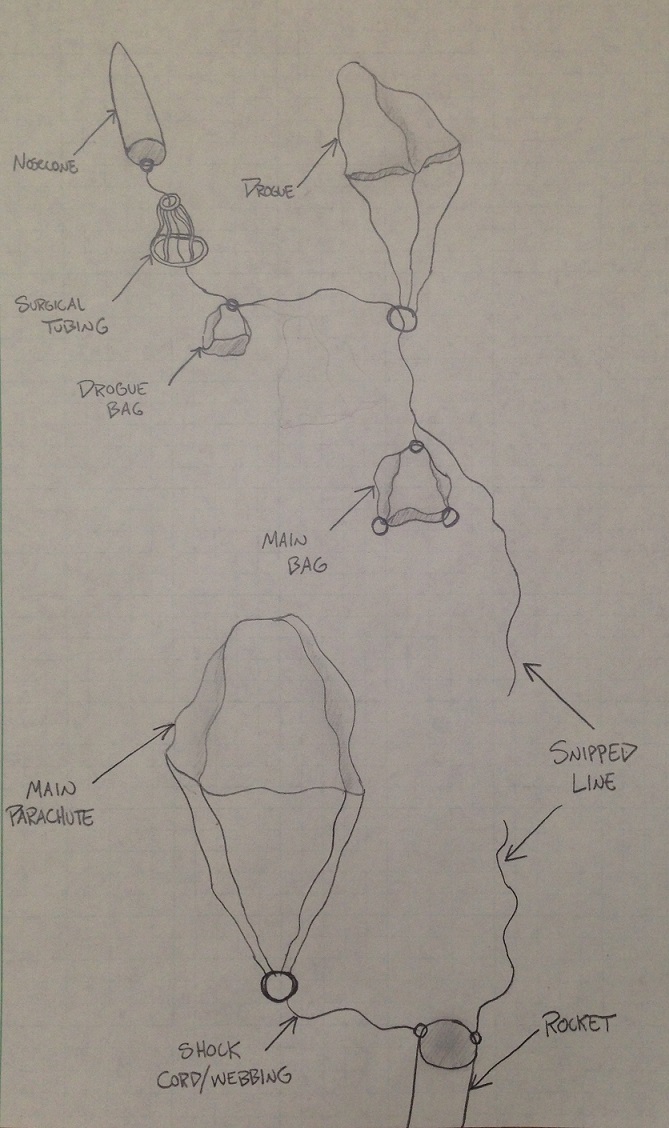 NOSECONE
DROGUE
SURGICAL
TUBING
DROGUE
BAG
MAIN
BAG
SNIPPED
LINE
MAIN
PARACHUTE
ROCKET
SHOCK
CORD/WEBBING